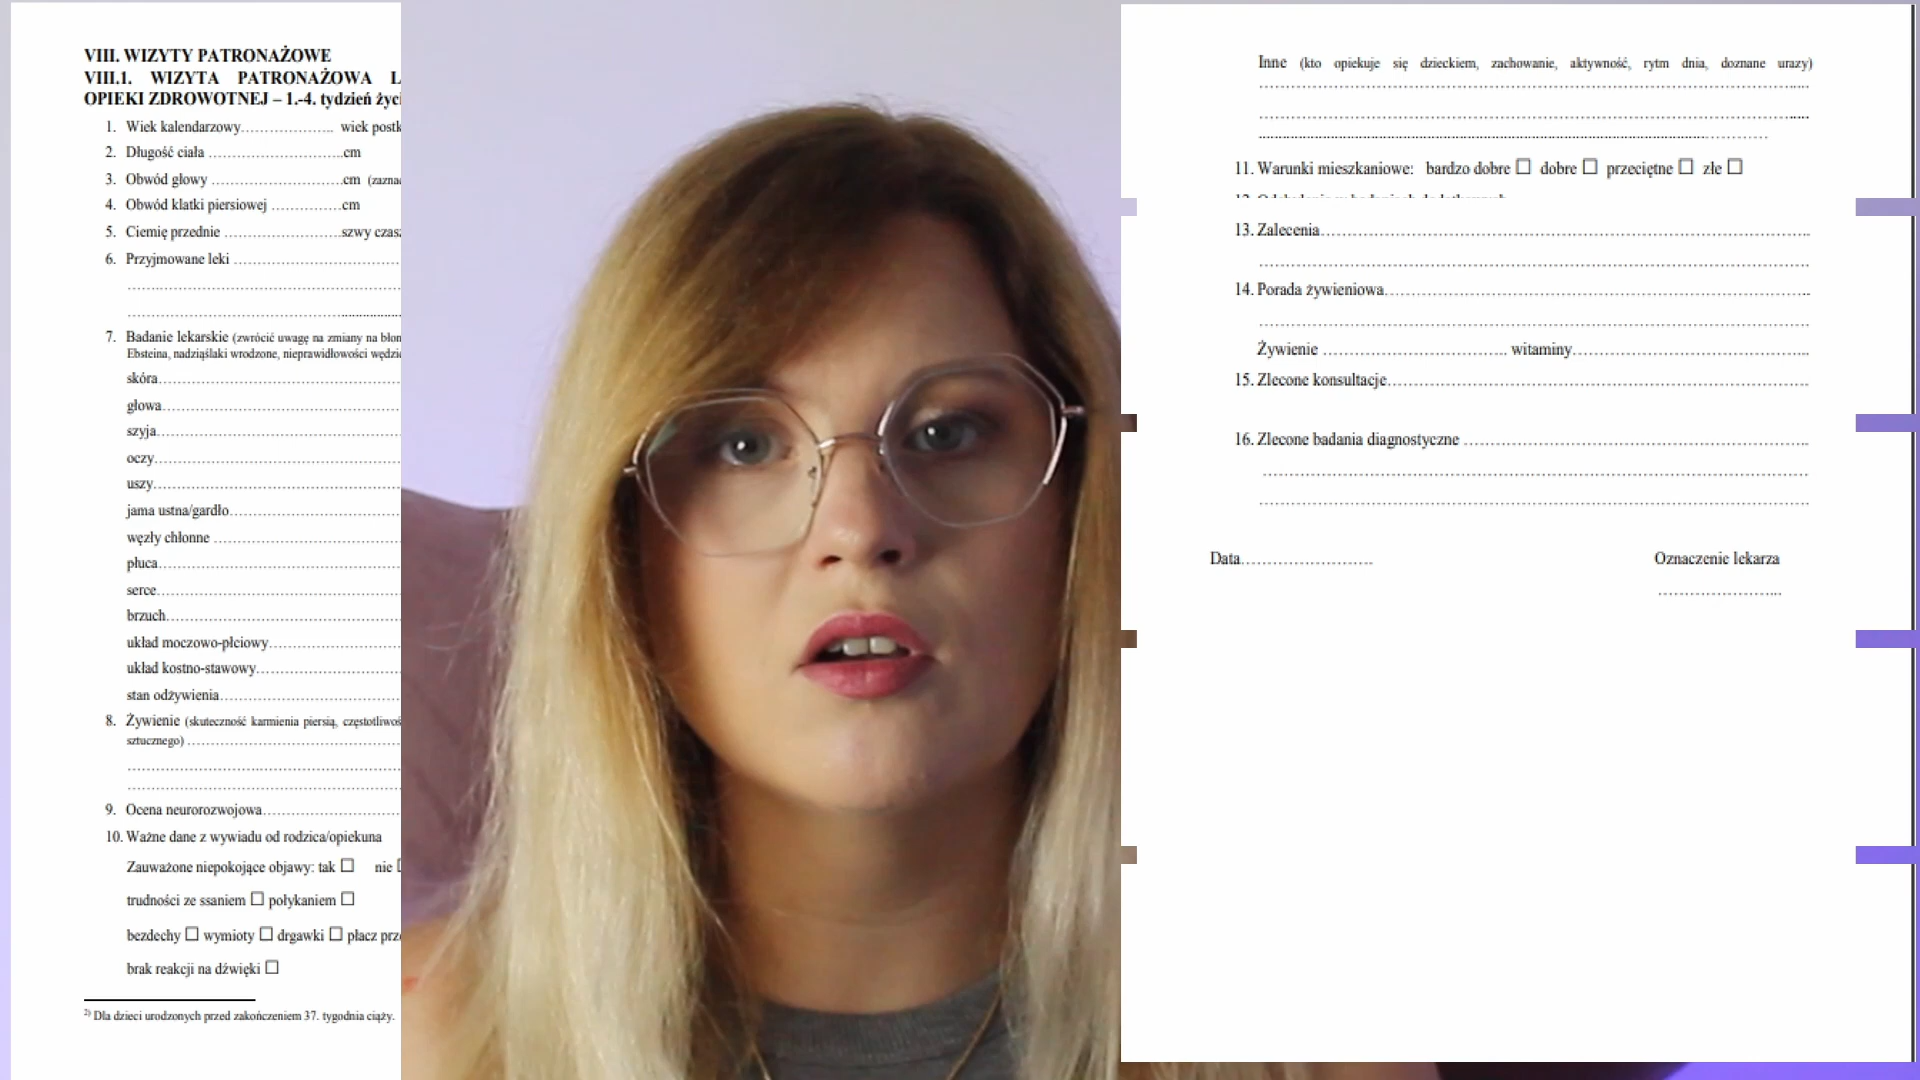 VIII. WIZYTY PATRONAŻOWE
VIII.1. WIZYTA PATRONAŻOWA
OPIEKI ZDROWOTNEJ – 1.-4. tydzień
1. Wiek kalendarzowy……………….. wiek
2. Długość ciała ……………………..cm
3. Obwód głowy …………………….cm
4. Obwód klatki piersiowej ………….cm
5. Ciemię przednie …………………..szwy
6. Przyjmowane leki …………………………
7. Badanie lekarskie (zwrócić uwagę na zmiany na
Ebsteina, nadziąślaki wrodzone, nieprawidłowości
skóra……………………………………
głowa……………………………………
szyja……………………………………
oczy……………………………………
uszy……………………………………
jama ustna/gardło……………………………
węzły chłonne ……………………………
płuca……………………………………
serce……………………………………
brzuch……………………………………
układ moczowo-płciowy……………………
układ kostno-stawowy………………………
stan odżywienia……………………………
8. Żywienie (skuteczność karmienia piersią,
sztucznego) …………………………………
9. Ocena neurorozwojowa……………………
10. Ważne dane z wywiadu od rodzica/opiekuna
Zauważone niepokojące objawy: tak ☐ nie ☐
trudności ze ssaniem ☐ połykaniem ☐
bezdechy ☐ wymioty ☐ drgawki ☐ płacz
brak reakcji na dźwięki ☐
2) Dla dzieci urodzonych przed zakończeniem 37. tygodnia ciąży.
Inne (kto opiekuje się dzieckiem, zachowanie, aktywność, rytm dnia, doznane urazy)
11. Warunki mieszkaniowe: bardzo dobre ☐ dobre ☐ przeciętne ☐ złe ☐
13. Zalecenia…………………………………………………………
14. Porada żywieniowa………………………………………………
Żywienie ………………………….. witaminy………………………
15. Zlecone konsultacje………………………………………………
16. Zlecone badania diagnostyczne …………………………………
Data……………………. Oznaczenie lekarza
…………………...